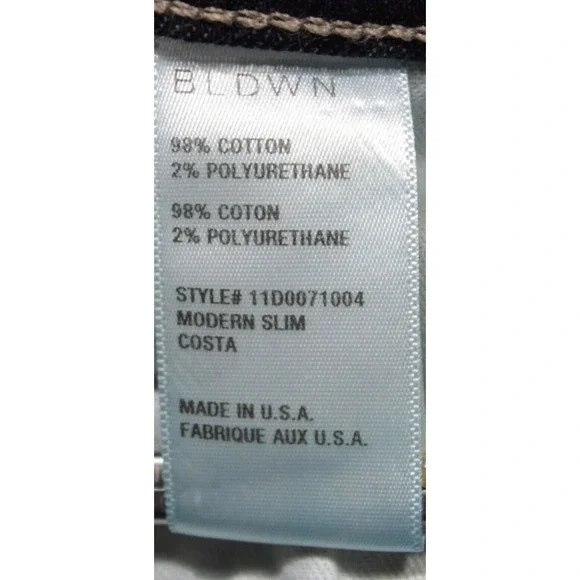 BLDWN
98% COTTON
2% POLYURETHANE
98% COTON
2% POLYURETHANE
STYLE# 11D0071004
MODERN SLIM
COSTA
MADE IN U.S.A.
FABRIQUE AUX U.S.A.